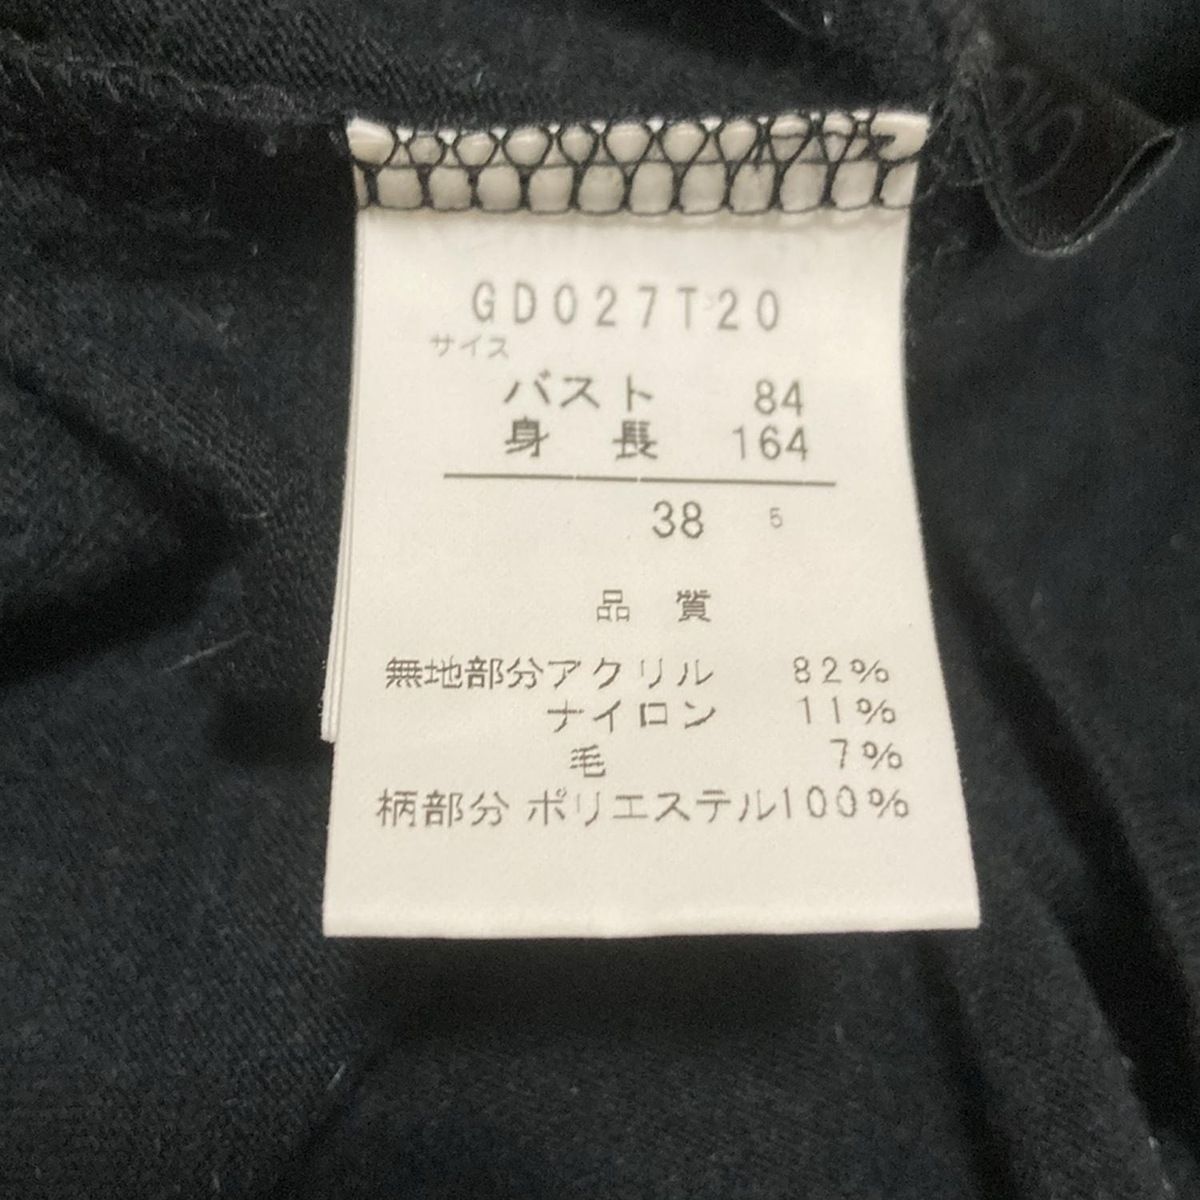 GD027T20
サイズ
バスト 84
身長 164
38 5
品質
無地部分アクリル 82%
ナイロン 11%
毛 7%
柄部分 ポリエステル100%